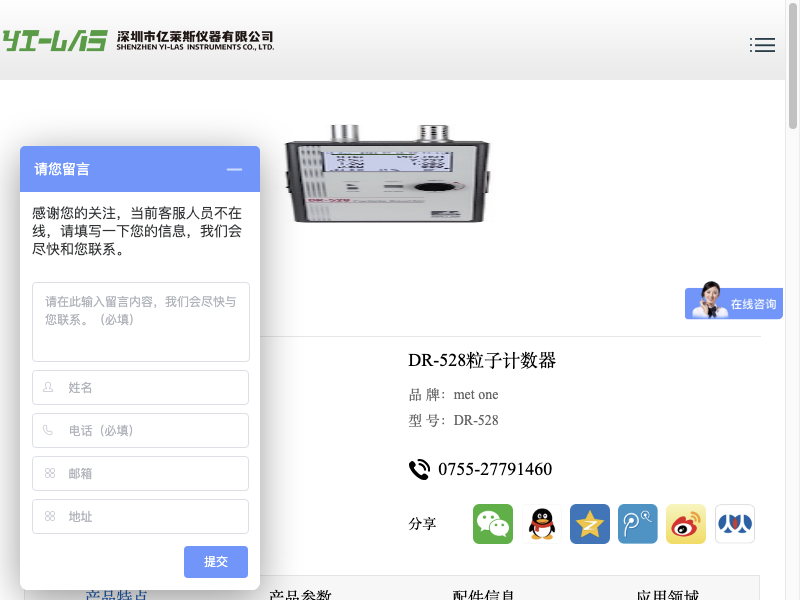 YI-LAS 深圳市亿莱斯仪器有限公司
SHENZHEN YI-LAS INSTRUMENTS CO., LTD.
DR-528
请您留言
感谢您的关注，当前客服人员不在
线，请填写一下您的信息，我们会
尽快和您联系。
请在此输入留言内容，我们会尽快与
您联系。（必填）
姓名
电话（必填）
邮箱
地址
提交
在线咨询
DR-528粒子计数器
品 牌：met one
型 号：DR-528
0755-27791460
分享
产品特点 产品参数 配件信息 应用领域